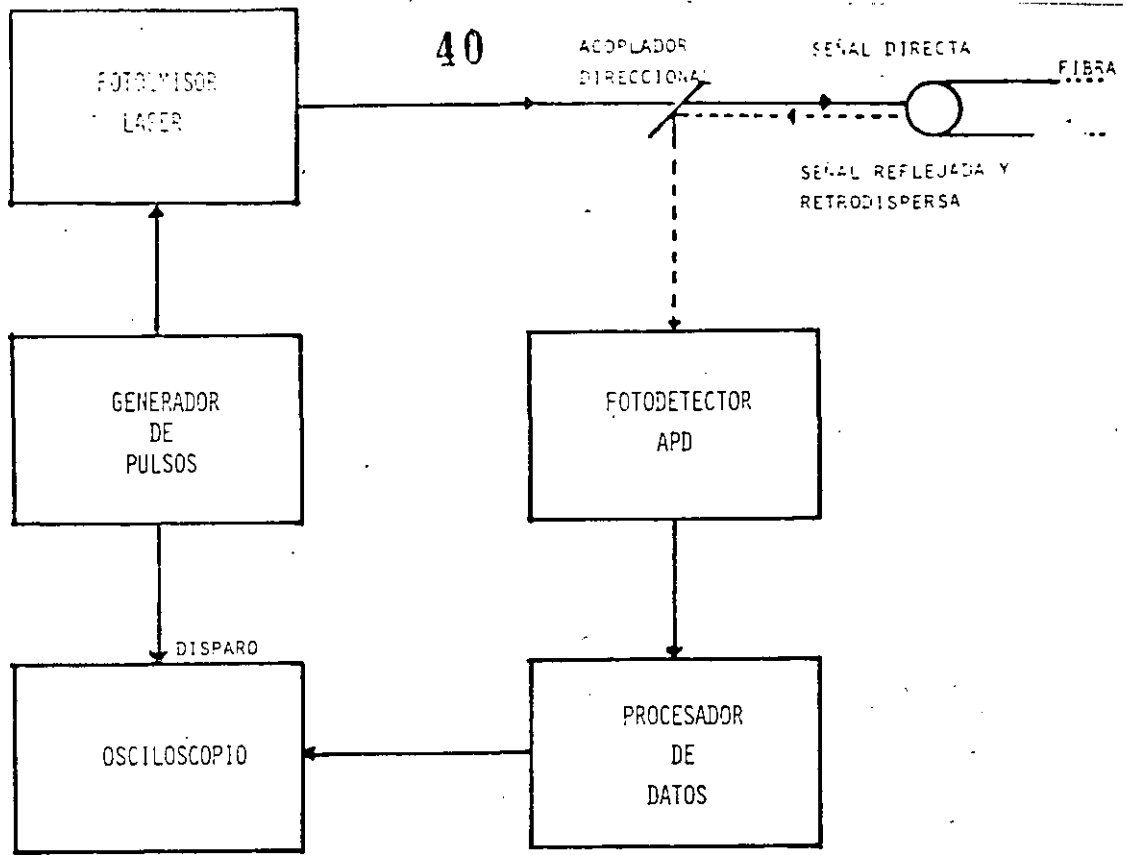 40
FOTOEMISOR
LASER
ACOPLADOR
DIRECCIONAL
SEÑAL DIRECTA
FIBRA
SEÑAL REFLEJADA Y
RETRODISPERSA
GENERADOR
DE
PULSOS
FOTODETECTOR
APD
DISPARO
OSCILOSCOPIO
PROCESADOR
DE
DATOS